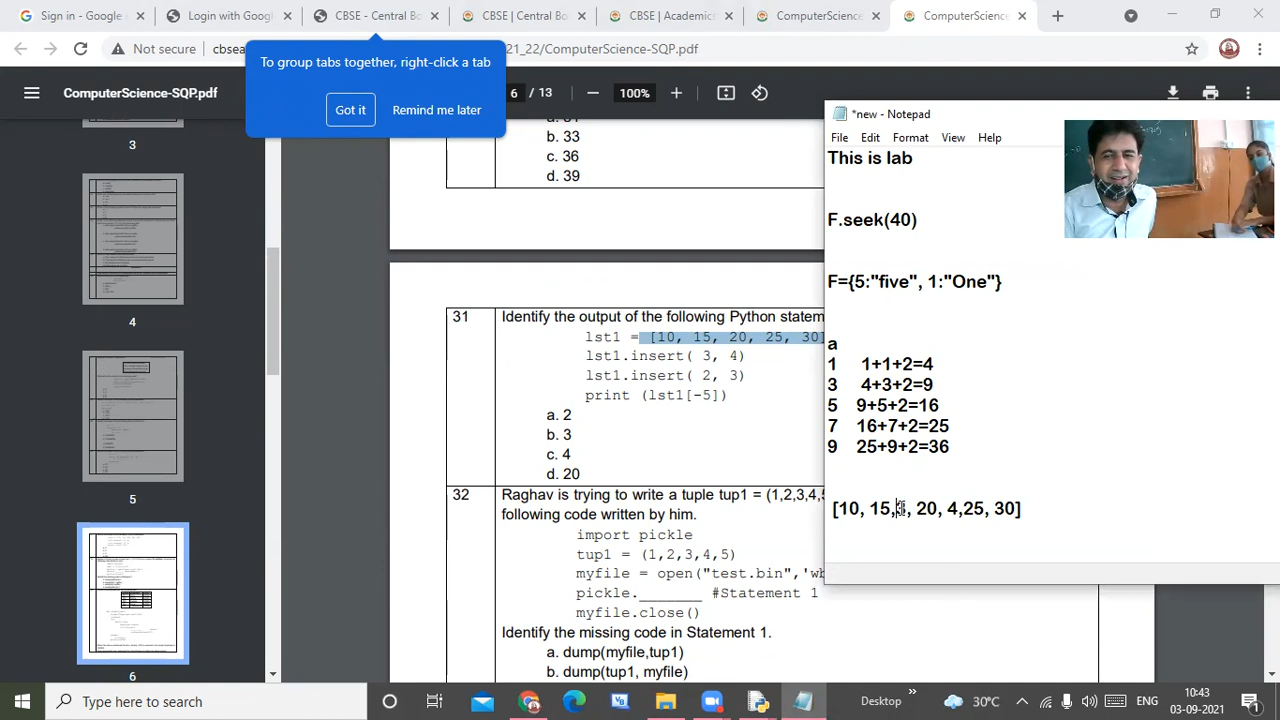 Sign in - Google
Login with Googl
CBSE - Central Bo
CBSE | Central Bo
CBSE | Academics
ComputerScience
ComputerScience
Not secure
cbsea
21_22/ComputerScience-SQP.pdf
To group tabs together, right-click a tab
Got it
Remind me later
ComputerScience-SQP.pdf
6 / 13
100%
3
4
5
6
b. 33
c. 36
d. 39
31
Identify the output of the following Python statem
lst1 = [10, 15, 20, 25, 30]
lst1.insert( 3, 4)
lst1.insert( 2, 3)
print (lst1[-5])
a. 2
b. 3
c. 4
d. 20
32
Raghav is trying to write a tuple tup1 = (1,2,3,4,5
following code written by him.
import pickle
tup1 = (1,2,3,4,5)
myfile = open("test.bin",'wb
pickle._______ #Statement 1
myfile.close()
Identify the missing code in Statement 1.
a. dump(myfile,tup1)
b. dump(tup1, myfile)
*new - Notepad
File Edit Format View Help
This is lab
F.seek(40)
F={5:"five", 1:"One"}
a
1 1+1+2=4
3 4+3+2=9
5 9+5+2=16
7 16+7+2=25
9 25+9+2=36
[10, 15,3, 20, 4,25, 30]
Type here to search
Desktop
30°C
ENG
10:43
03-09-2021